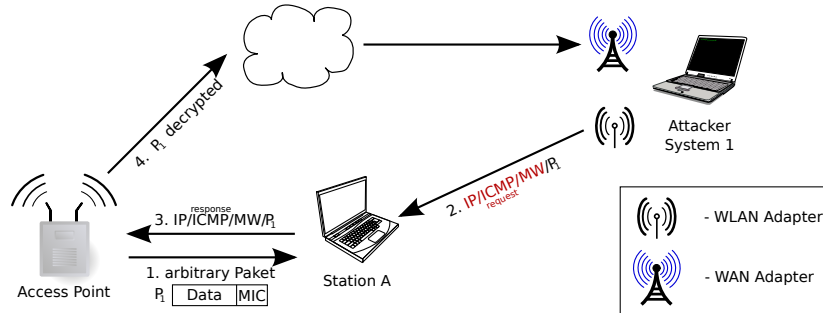 4. P1 decrypted
Attacker
System 1
2. IP/ICMP/MW/P1
request
response
3. IP/ICMP/MW/P1
1. arbitrary Paket
P1 Data MIC
Access Point
Station A
- WLAN Adapter
- WAN Adapter